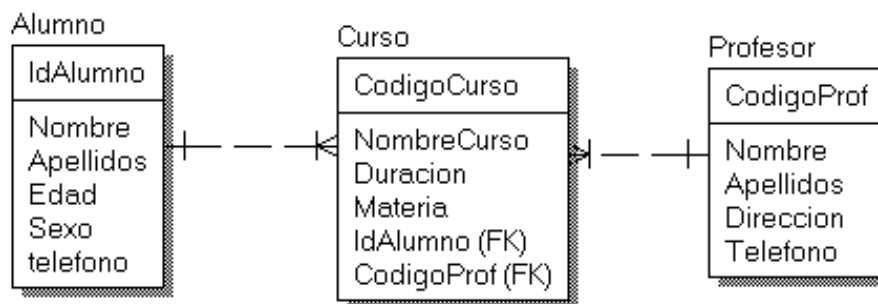 Alumno
IdAlumno
Nombre
Apellidos
Edad
Sexo
telefono
Curso
CodigoCurso
NombreCurso
Duracion
Materia
IdAlumno (FK)
CodigoProf (FK)
Profesor
CodigoProf
Nombre
Apellidos
Direccion
Telefono